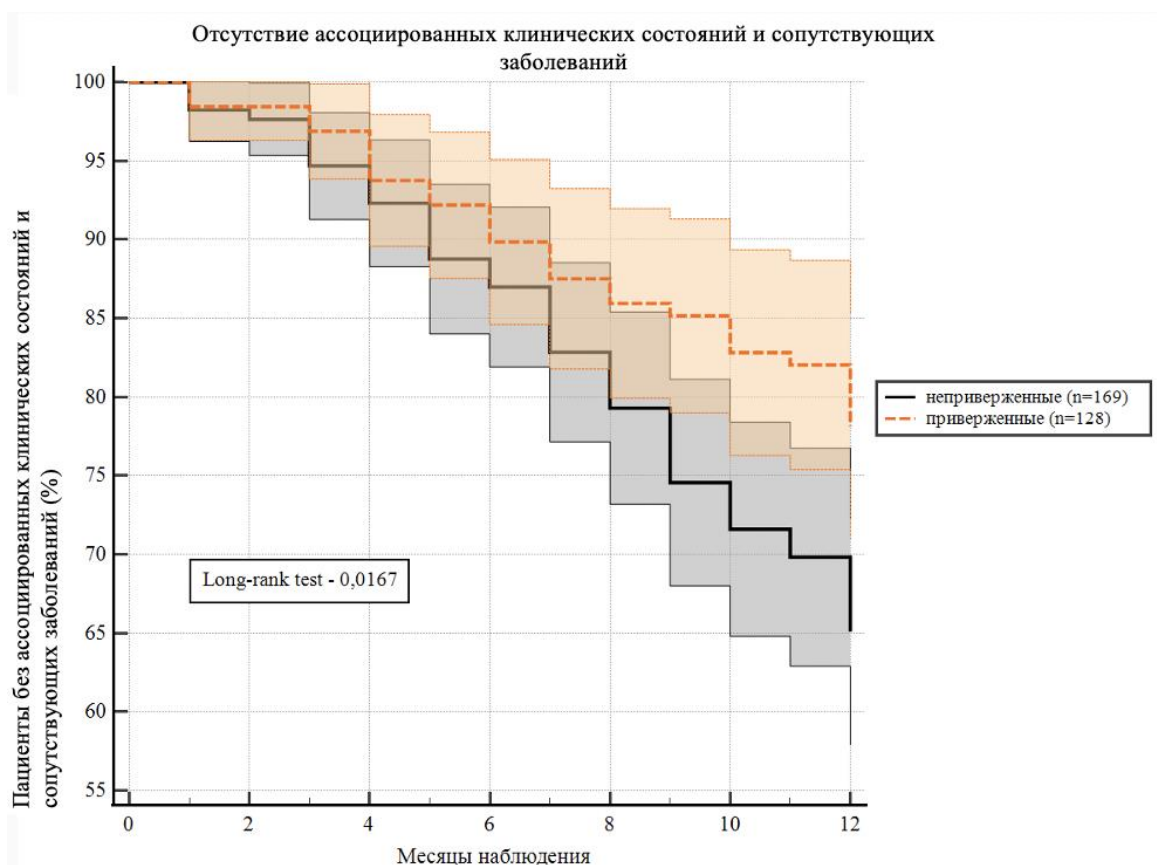 Отсутствие ассоциированных клинических состояний и сопутствующих
заболеваний
Пациенты без ассоциированных клинических состояний и
сопутствующих заболеваний (%)
100
95
90
85
80
75
70
65
60
55
Long-rank test - 0,0167
неприверженные (n=169)
приверженные (n=128)
0 2 4 6 8 10 12
Месяцы наблюдения